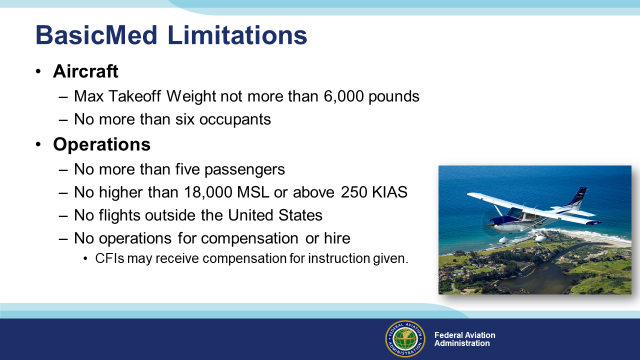 BasicMed Limitations
• Aircraft
– Max Takeoff Weight not more than 6,000 pounds
– No more than six occupants
• Operations
– No more than five passengers
– No higher than 18,000 MSL or above 250 KIAS
– No flights outside the United States
– No operations for compensation or hire
• CFIs may receive compensation for instruction given.
Federal Aviation
Administration